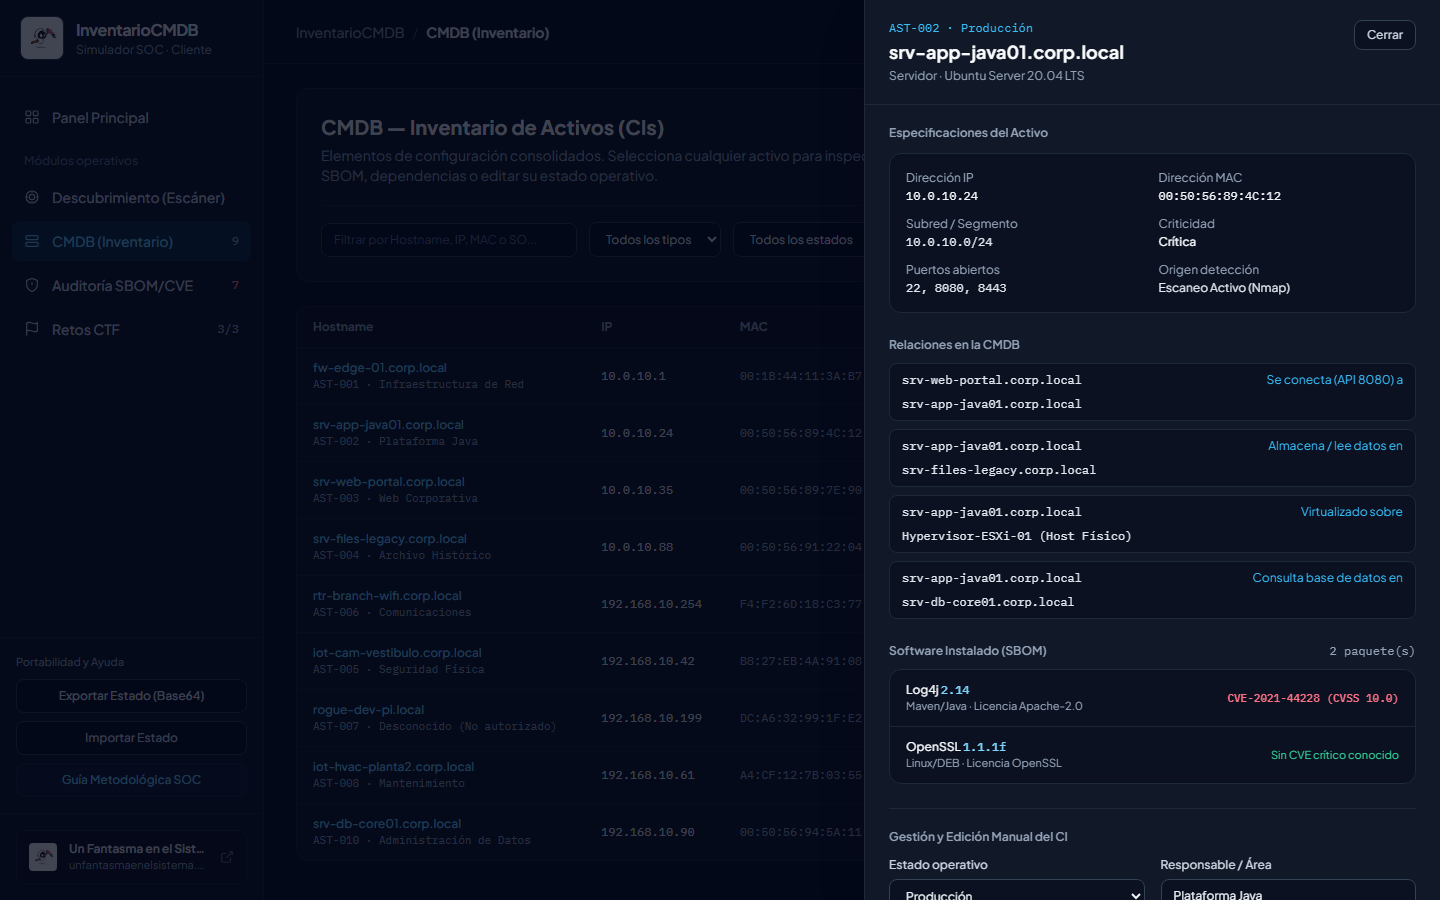 InventarioCMDB
Simulador SOC · Cliente
Panel Principal
Módulos operativos
Descubrimiento (Escáner)
CMDB (Inventario) 9
Auditoría SBOM/CVE 7
Retos CTF 3/3
Portabilidad y Ayuda
Exportar Estado (Base64)
Importar Estado
Guía Metodológica SOC
Un Fantasma en el Sist...
unfantasmaenelsistema....
InventarioCMDB / CMDB (Inventario)
CMDB — Inventario de Activos (CIs)
Elementos de configuración consolidados. Selecciona cualquier activo para inspec
SBOM, dependencias o editar su estado operativo.
Filtrar por Hostname, IP, MAC o SO... Todos los tipos Todos los estados
Hostname IP MAC
fw-edge-01.corp.local
AST-001 · Infraestructura de Red 10.0.10.1 00:1B:44:11:3A:B7
srv-app-java01.corp.local
AST-002 · Plataforma Java 10.0.10.24 00:50:56:89:4C:12
srv-web-portal.corp.local
AST-003 · Web Corporativa 10.0.10.35 00:50:56:89:7E:90
srv-files-legacy.corp.local
AST-004 · Archivo Histórico 10.0.10.88 00:50:56:91:22:04
rtr-branch-wifi.corp.local
AST-006 · Comunicaciones 192.168.10.254 F4:F2:6D:18:C3:77
iot-cam-vestibulo.corp.local
AST-005 · Seguridad Física 192.168.10.42 B8:27:EB:4A:91:08
rogue-dev-pi.local
AST-007 · Desconocido (No autorizado) 192.168.10.199 DC:A6:32:99:1F:E2
iot-hvac-planta2.corp.local
AST-008 · Mantenimiento 192.168.10.61 A4:CF:12:7B:03:55
srv-db-core01.corp.local
AST-010 · Administración de Datos 192.168.10.90 00:50:56:94:5A:11
AST-002 · Producción
srv-app-java01.corp.local
Servidor · Ubuntu Server 20.04 LTS
Cerrar
Especificaciones del Activo
Dirección IP Dirección MAC
10.0.10.24 00:50:56:89:4C:12
Subred / Segmento Criticidad
10.0.10.0/24 Crítica
Puertos abiertos Origen detección
22, 8080, 8443 Escaneo Activo (Nmap)
Relaciones en la CMDB
srv-web-portal.corp.local Se conecta (API 8080) a
srv-app-java01.corp.local
srv-app-java01.corp.local Almacena / lee datos en
srv-files-legacy.corp.local
srv-app-java01.corp.local Virtualizado sobre
Hypervisor-ESXi-01 (Host Físico)
srv-app-java01.corp.local Consulta base de datos en
srv-db-core01.corp.local
Software Instalado (SBOM) 2 paquete(s)
Log4j 2.14
Maven/Java · Licencia Apache-2.0 CVE-2021-44228 (CVSS 10.0)
OpenSSL 1.1.1f
Linux/DEB · Licencia OpenSSL Sin CVE crítico conocido
Gestión y Edición Manual del CI
Estado operativo Responsable / Área
Producción Plataforma Java